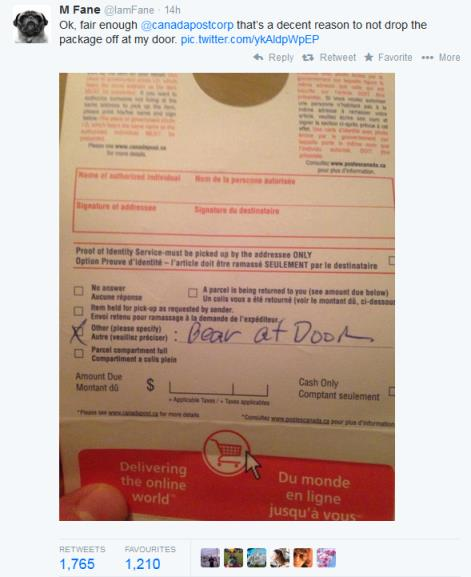 M Fane @IamFane · 14h
Ok, fair enough @canadapostcorp that's a decent reason to not drop the
package off at my door. pic.twitter.com/ykAldpWpEP
Reply Retweet Favorite More
Please see www.canadapost.ca
for more details.
Consultez www.postescanada.ca
pour plus d'information.
Name of authorized individual Nom de la personne autorisée
Signature of addressee Signature du destinataire
Proof of Identity Service-must be picked up by the addressee ONLY
Option Preuve d'identité – l'article doit être ramassé SEULEMENT par le destinataire
No answer
Aucune réponse
A parcel is being returned to you (see amount due below)
Un colis vous a été retourné (voir le montant dû, ci-dessou
Item held for pick-up as requested by sender.
Envoi retenu pour ramassage à la demande de l'expéditeur.
Other (please specify)
Autre (veuillez préciser) : Bear at Door
Parcel compartment full
Compartiment à colis plein
Amount Due
Montant dû $
+ Applicable Taxes / + Taxes applicables
Cash Only
Comptant seulement
*Please see www.canadapost.ca for more details.
*Consultez www.postescanada.ca pour plus d'information
Delivering
the online
world™
Du monde
en ligne
jusqu'à vous™
RETWEETS FAVOURITES
1,765 1,210